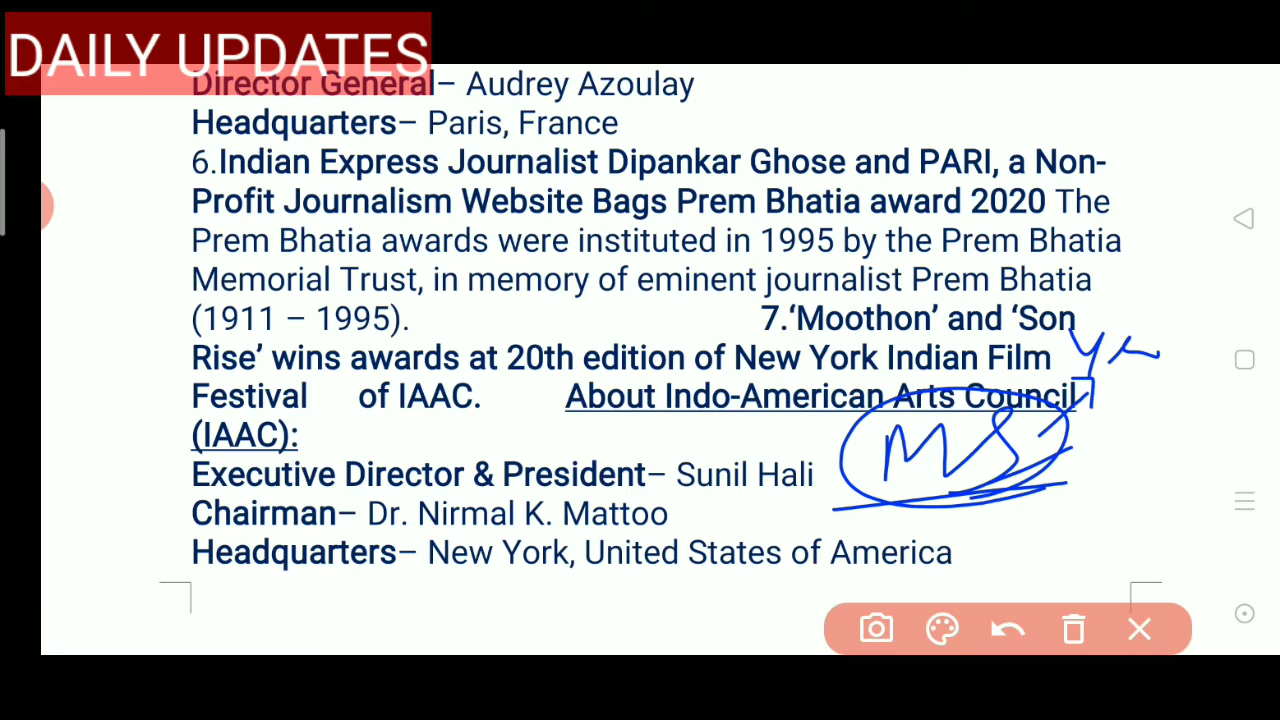 DAILY UPDATES
Director General– Audrey Azoulay
Headquarters– Paris, France
6.Indian Express Journalist Dipankar Ghose and PARI, a Non-
Profit Journalism Website Bags Prem Bhatia award 2020 The
Prem Bhatia awards were instituted in 1995 by the Prem Bhatia
Memorial Trust, in memory of eminent journalist Prem Bhatia
(1911 – 1995). 7.‘Moothon’ and ‘Son
Rise’ wins awards at 20th edition of New York Indian Film
Festival of IAAC. About Indo-American Arts Council
(IAAC):
Executive Director & President– Sunil Hali
Chairman– Dr. Nirmal K. Mattoo
Headquarters– New York, United States of America